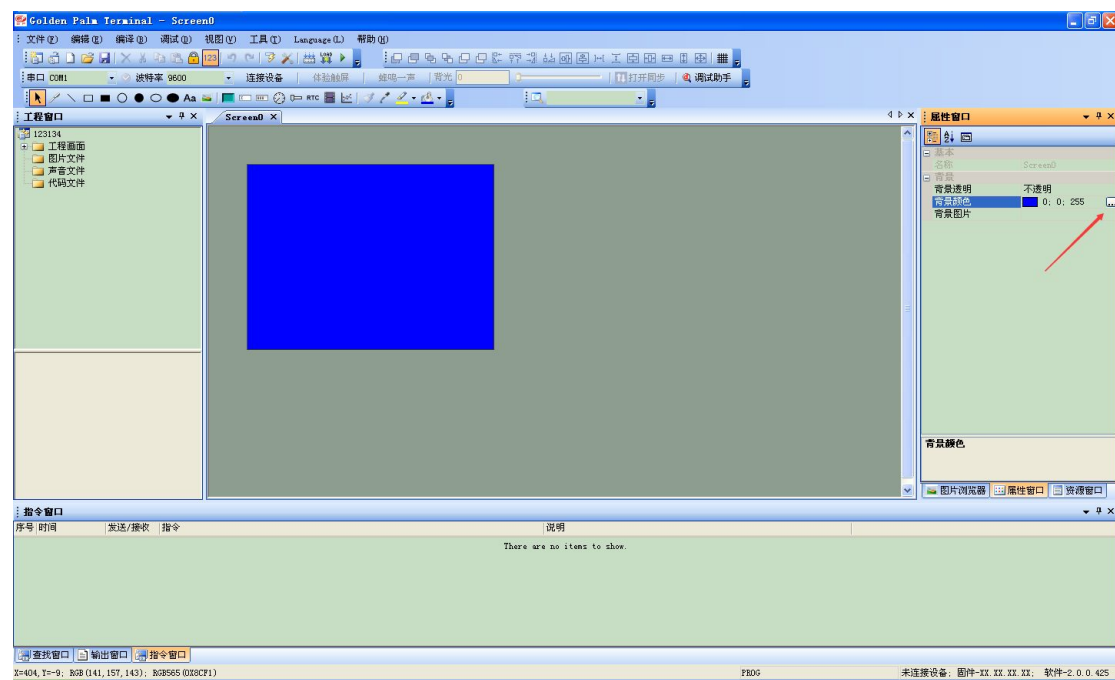 Golden Palm Terminal - Screen0
文件(F) 编辑(E) 编译(B) 调试(D) 视图(V) 工具(T) Language(L) 帮助(H)
123
串口 COM1 波特率 9600 连接设备 体验触屏 蜂鸣一声 背光 0 打开同步 调试助手
Aa RTC
工程窗口
Screen0
属性窗口
123134
工程画面
图片文件
声音文件
代码文件
基本
名称 Screen0
背景
背景透明 不透明
背景颜色 0; 0; 255 ...
背景图片
背景颜色
图片浏览器 属性窗口 资源窗口
指令窗口
序号 时间 发送/接收 指令 说明
There are no items to show.
查找窗口 输出窗口 指令窗口
X=404,Y=-9; RGB(141,157,143); RGB565(0X8CF1) PROG 未连接设备; 固件-XX.XX.XX.XX; 软件-2.0.0.425